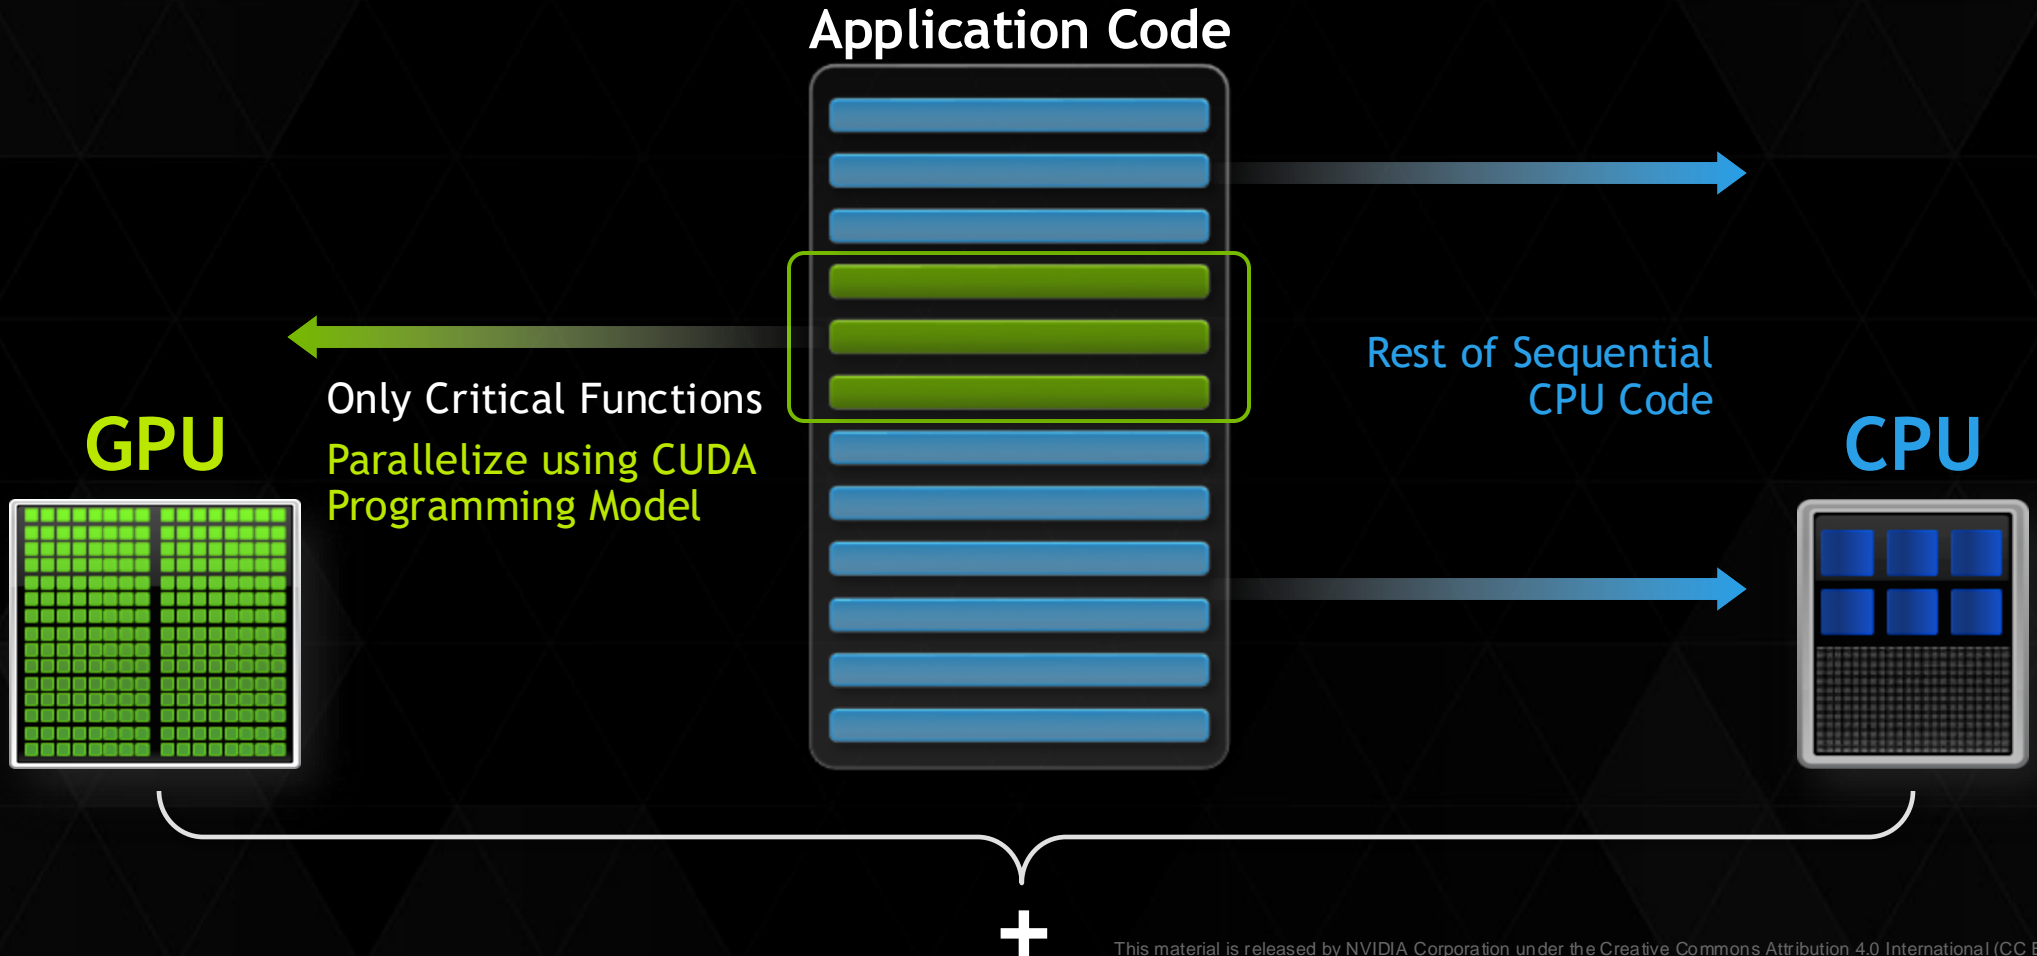 Application Code
Only Critical Functions
Parallelize using CUDA
Programming Model
GPU
Rest of Sequential
CPU Code
CPU
+
This material is released by NVIDIA Corporation under the Creative Commons Attribution 4.0 International (CC